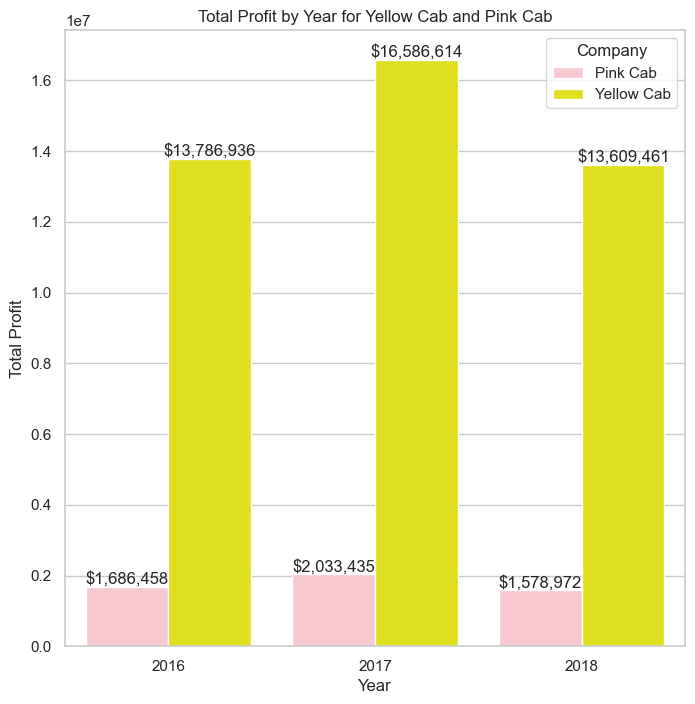 Total Profit by Year for Yellow Cab and Pink Cab
1e7
Company
Pink Cab
Yellow Cab
Total Profit
1.6
1.4
1.2
1.0
0.8
0.6
0.4
0.2
0.0
$1,686,458
$13,786,936
$2,033,435
$16,586,614
$1,578,972
$13,609,461
2016
2017
2018
Year